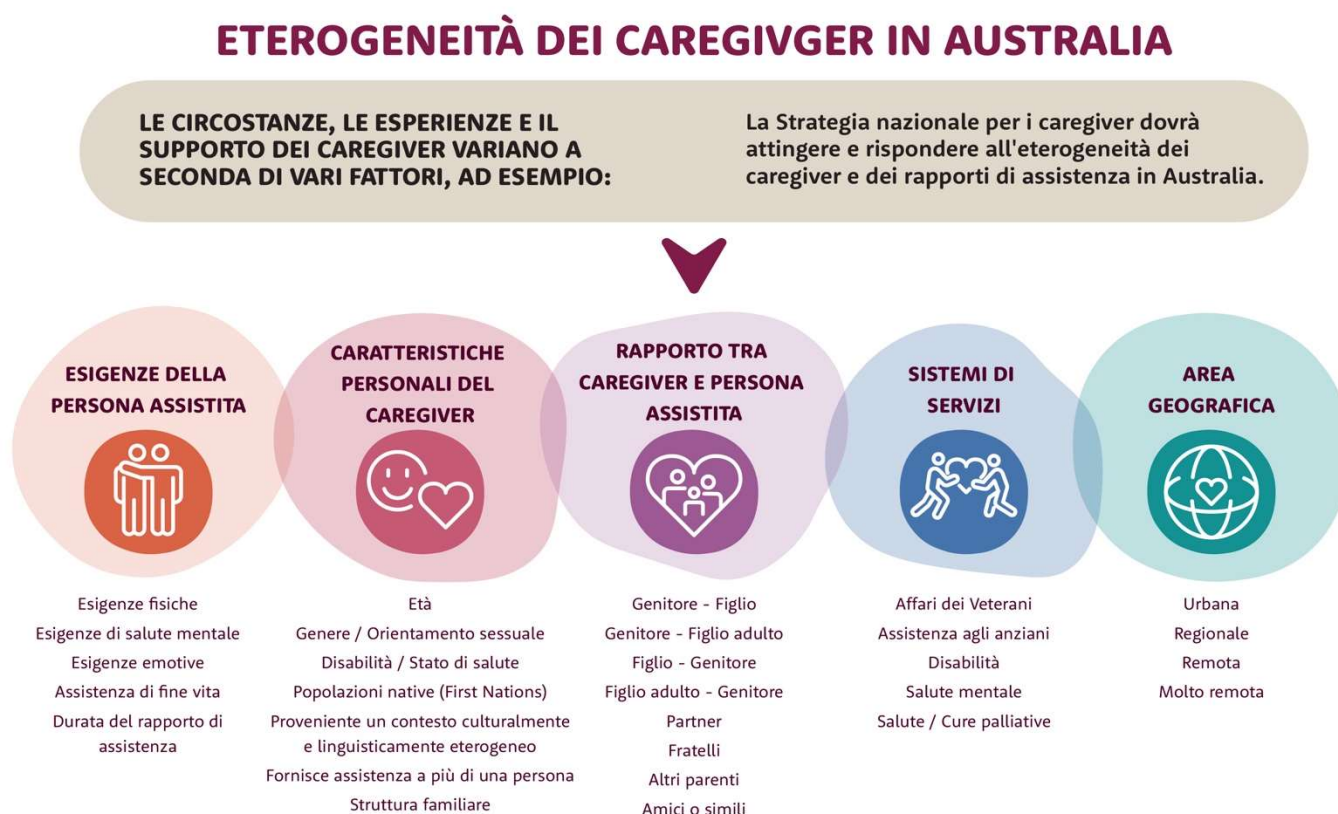 ETEROGENEITÀ DEI CAREGIVGER IN AUSTRALIA
LE CIRCOSTANZE, LE ESPERIENZE E IL
SUPPORTO DEI CAREGIVER VARIANO A
SECONDA DI VARI FATTORI, AD ESEMPIO:
La Strategia nazionale per i caregiver dovrà
attingere e rispondere all'eterogeneità dei
caregiver e dei rapporti di assistenza in Australia.
ESIGENZE DELLA
PERSONA ASSISTITA
Esigenze fisiche
Esigenze di salute mentale
Esigenze emotive
Assistenza di fine vita
Durata del rapporto di
assistenza
CARATTERISTICHE
PERSONALI DEL
CAREGIVER
Età
Genere / Orientamento sessuale
Disabilità / Stato di salute
Popolazioni native (First Nations)
Proveniente un contesto culturalmente
e linguisticamente eterogeneo
Fornisce assistenza a più di una persona
Struttura familiare
RAPPORTO TRA
CAREGIVER E PERSONA
ASSISTITA
Genitore - Figlio
Genitore - Figlio adulto
Figlio - Genitore
Figlio adulto - Genitore
Partner
Fratelli
Altri parenti
Amici o simili
SISTEMI DI
SERVIZI
Affari dei Veterani
Assistenza agli anziani
Disabilità
Salute mentale
Salute / Cure palliative
AREA
GEOGRAFICA
Urbana
Regionale
Remota
Molto remota